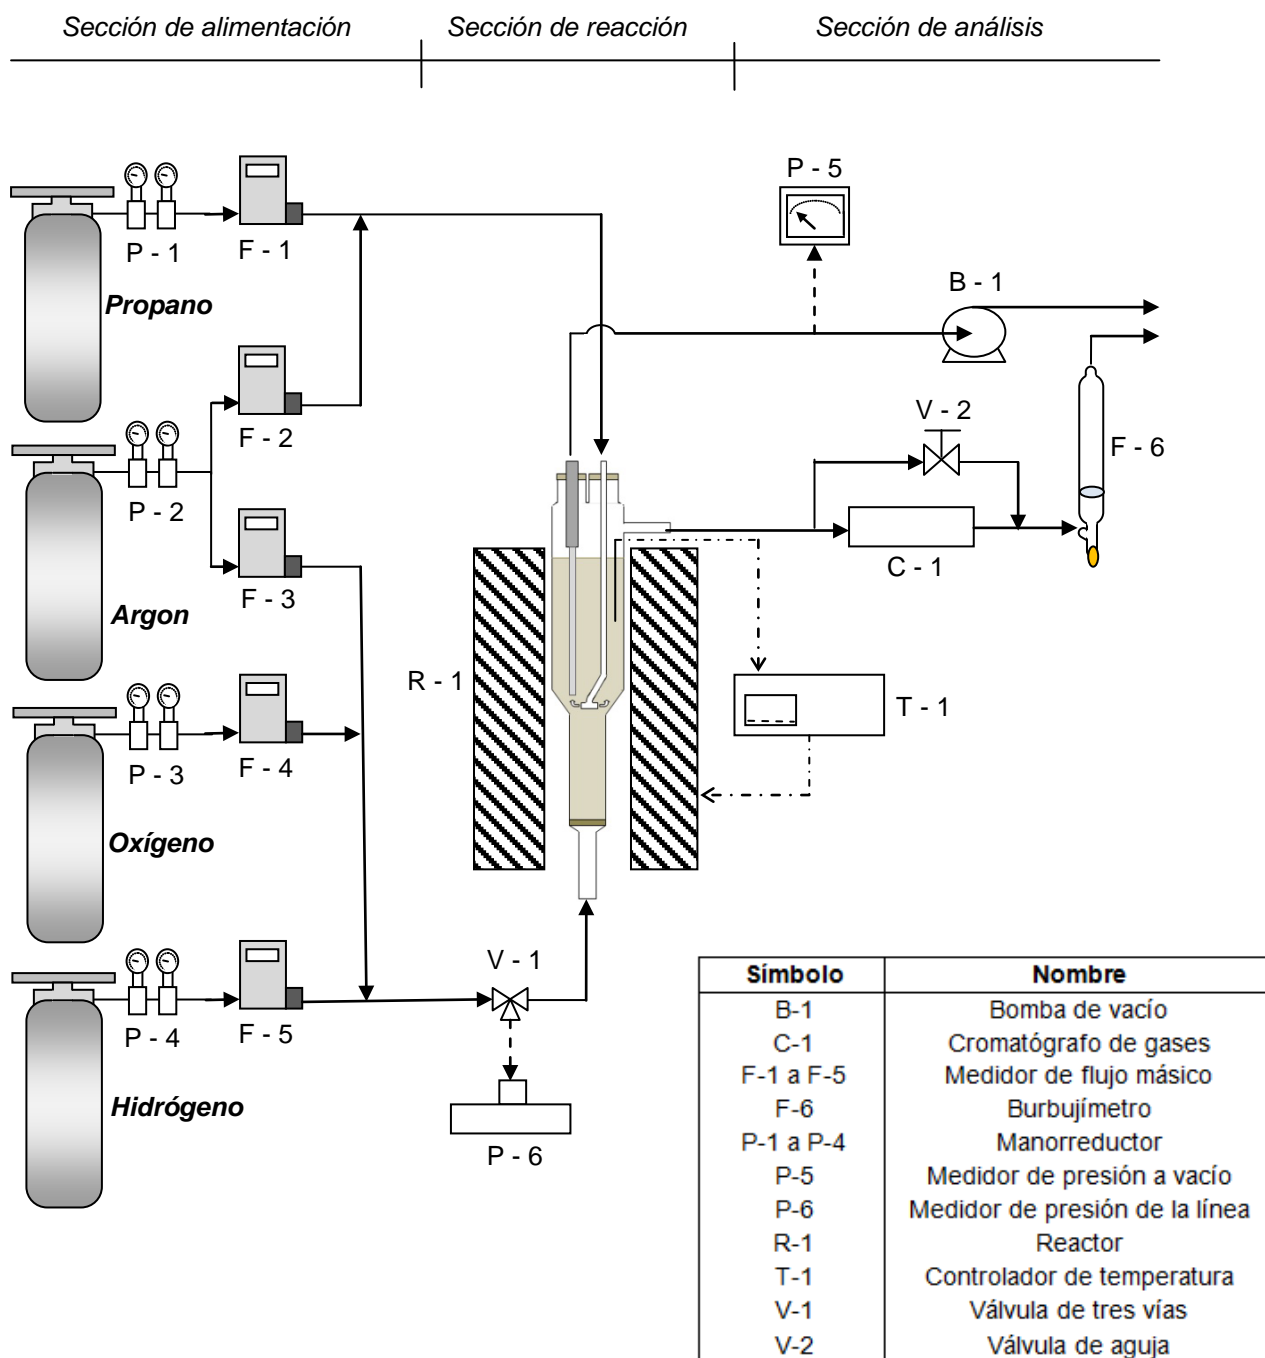 Sección de alimentación
Sección de reacción
Sección de análisis
P - 1
F - 1
Propano
P - 5
B - 1
F - 2
V - 2
F - 6
P - 2
F - 3
C - 1
Argon
R - 1
T - 1
P - 3
F - 4
Oxígeno
V - 1
P - 4
F - 5
Hidrógeno
P - 6
Símbolo Nombre
B-1 Bomba de vacío
C-1 Cromatógrafo de gases
F-1 a F-5 Medidor de flujo másico
F-6 Burbujímetro
P-1 a P-4 Manorreductor
P-5 Medidor de presión a vacío
P-6 Medidor de presión de la línea
R-1 Reactor
T-1 Controlador de temperatura
V-1 Válvula de tres vías
V-2 Válvula de aguja